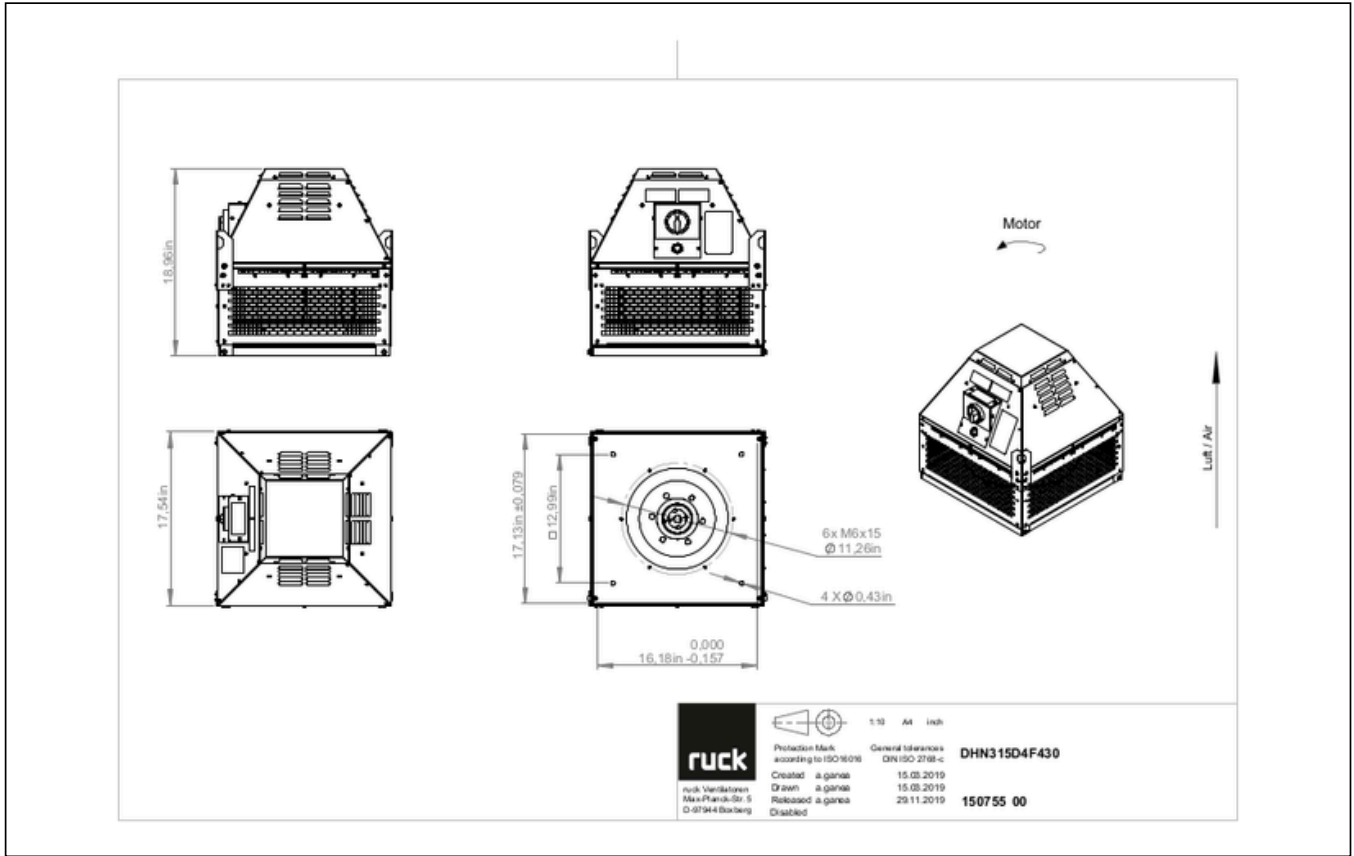 18,96in
Motor
Luft / Air
17,54in
17,13in ±0,079
□ 12,99in
6x M6x15
Ø 11,26in
4 X Ø 0,43in
0,000
16,18in -0,157
ruck
ruck Ventilatoren
Max-Planck-Str. 5
D-97944 Boxberg
1:10 A4 inch
Protection Mark
according to ISO16016
General tolerances
DIN ISO 2768-c
DHN315D4F430
Created a.ganea 15.03.2019
Drawn a.ganea 15.03.2019
Released a.ganea 29.11.2019
Disabled
150755 00